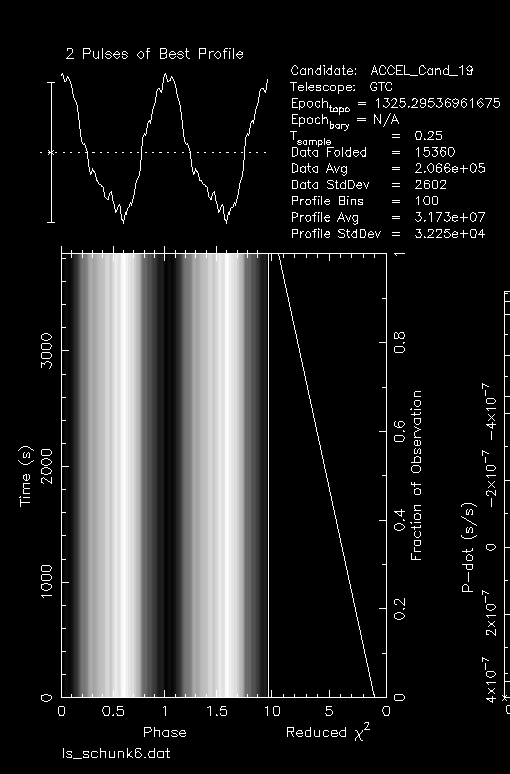 2 Pulses of Best Profile
Candidate: ACCEL_Cand_19
Telescope: GTC
Epoch_topo = 1325.29536961675
Epoch_bary = N/A
T_sample = 0.25
Data Folded = 15360
Data Avg = 2.066e+05
Data StdDev = 2602
Profile Bins = 100
Profile Avg = 3.173e+07
Profile StdDev = 3.225e+04
Time (s)
0 1000 2000 3000
0 0.5 1 1.5
Phase
10 5 0
Reduced χ²
0 0.2 0.4 0.6 0.8 1
Fraction of Observation
P-dot (s/s)
4×10⁻⁷ 2×10⁻⁷ 0 −2×10⁻⁷ −4×10⁻⁷
ls_schunk6.dat